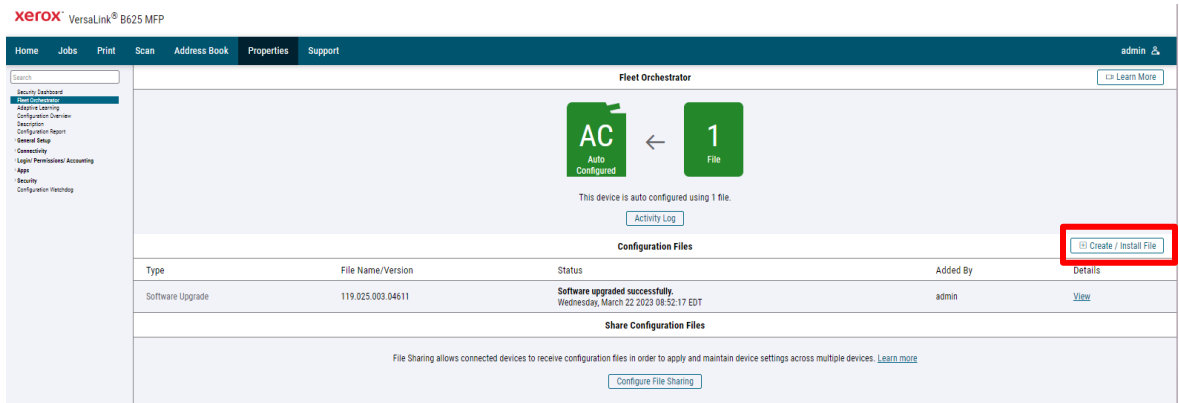 xerox™ VersaLink® B625 MFP
Home Jobs Print Scan Address Book Properties Support admin
Search
Security Dashboard
Fleet Orchestrator
Adaptive Learning
Configuration Overview
Description
Configuration Report
General Setup
Connectivity
Login/ Permissions/ Accounting
Apps
Security
Configuration Watchdog
Fleet Orchestrator
Learn More
AC
Auto
Configured
1
File
This device is auto configured using 1 file.
Activity Log
Configuration Files
Create / Install File
Type File Name/Version Status Added By Details
Software Upgrade 119.025.003.04611 Software upgraded successfully. admin View
Wednesday, March 22 2023 08:52:17 EDT
Share Configuration Files
File Sharing allows connected devices to receive configuration files in order to apply and maintain device settings across multiple devices. Learn more
Configure File Sharing